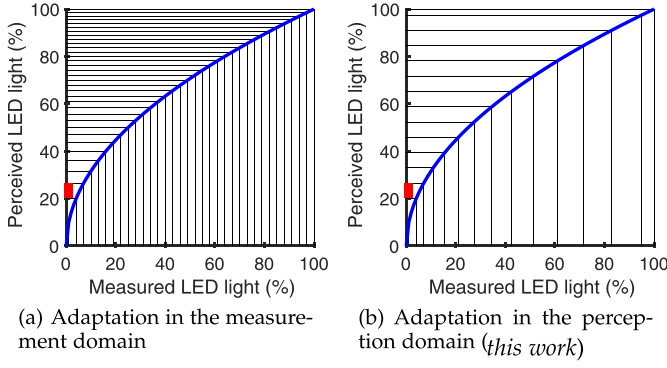 100
80
60
40
20
0
Perceived LED light (%)
0 20 40 60 80 100
Measured LED light (%)
(a) Adaptation in the measure-
ment domain
100
80
60
40
20
0
Perceived LED light (%)
0 20 40 60 80 100
Measured LED light (%)
(b) Adaptation in the percep-
tion domain (this work)